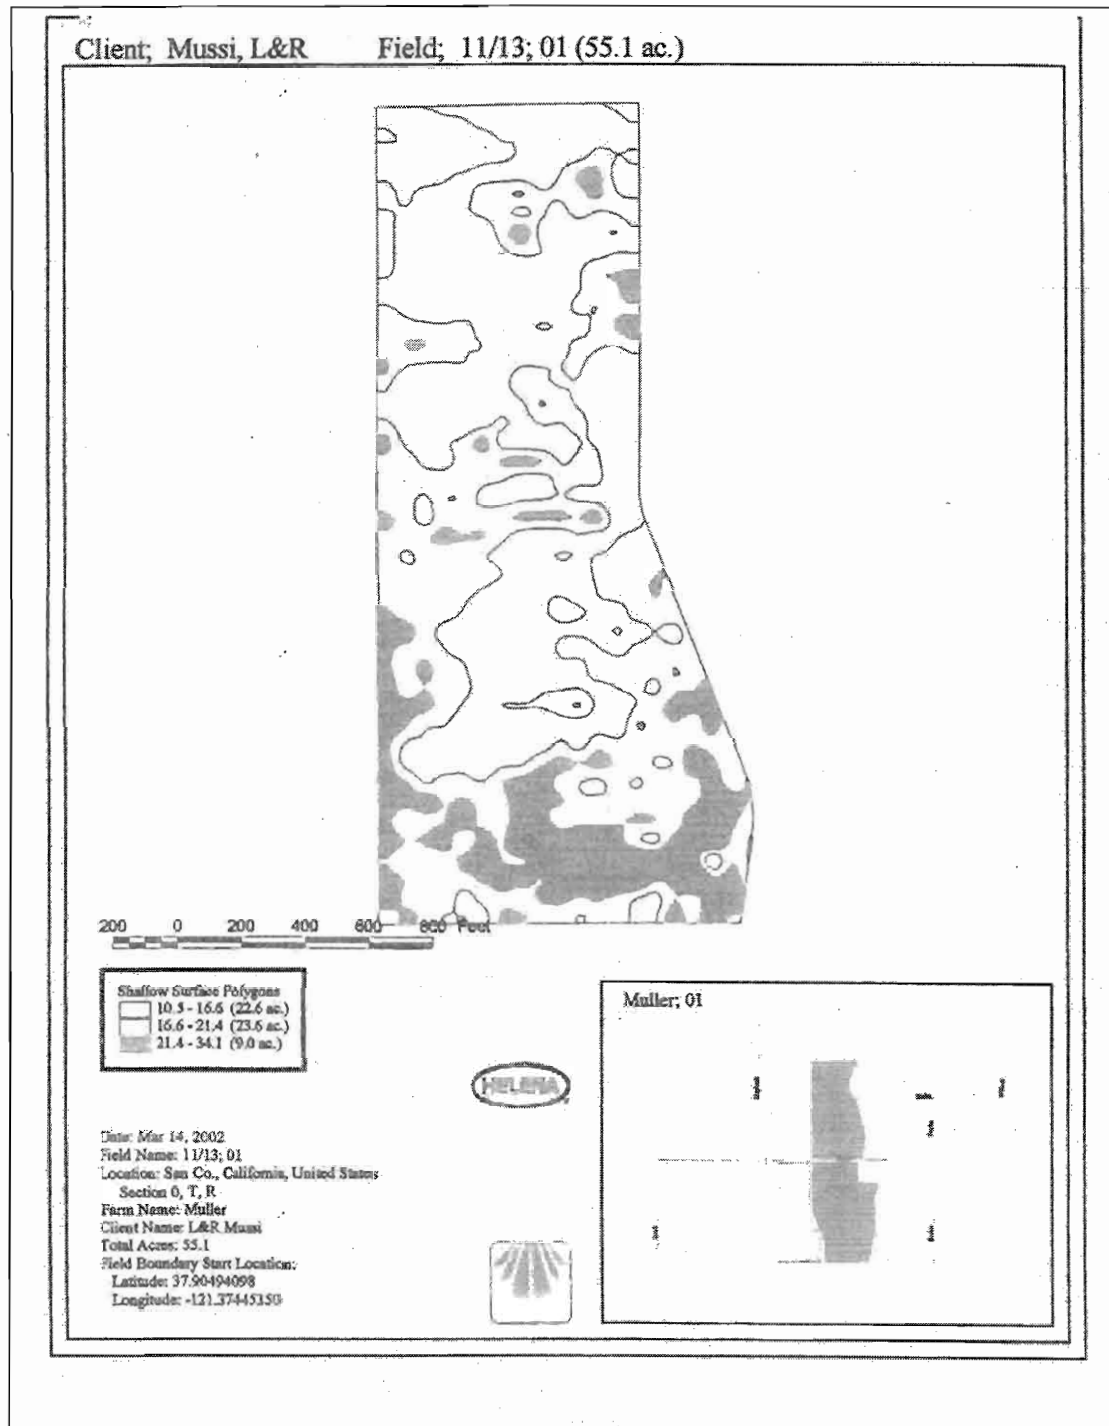 Client; Mussi, L&R Field; 11/13; 01 (55.1 ac.)
200 0 200 400 600 800 Feet
Shallow Surface Polygons
10.5 - 16.6 (22.6 ac.)
16.6 - 21.4 (23.6 ac.)
21.4 - 34.1 (9.0 ac.)
Muller; 01
HELENA
Date: Mar 14, 2002
Field Name: 11/13; 01
Location: San Co., California, United States
Section 0, T, R
Farm Name: Muller
Client Name: L&R Mussi
Total Acres: 55.1
Field Boundary Start Location:
Latitude: 37.90494098
Longitude: -121.37445350